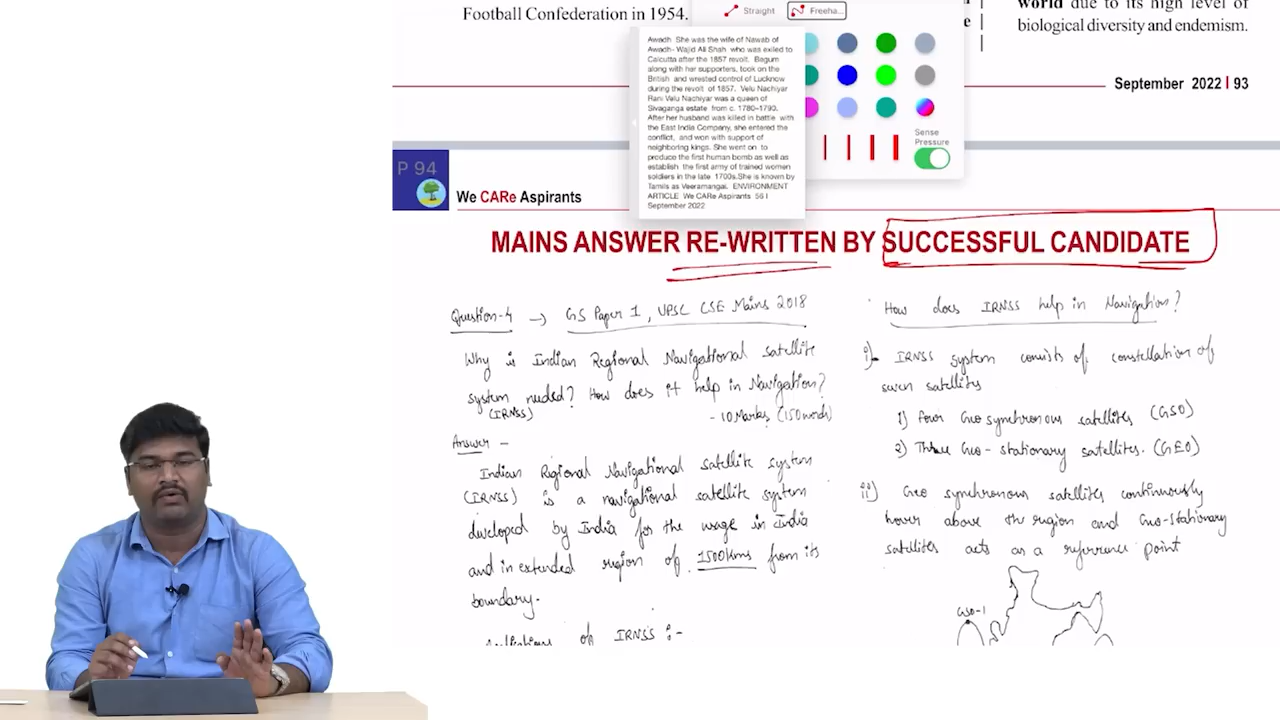 Football Confederation in 1954.
Straight
Freeha...
world due to its high level of
biological diversity and endemism.
Awadh She was the wife of Nawab of
Awadh- Wajid Ali Shah who was exiled to
Calcutta after the 1857 revolt. Begum
along with her supporters, took on the
British and wrested control of Lucknow
during the revolt of 1857. Velu Nachiyar
Rani Velu Nachiyar was a queen of
Sivaganga estate from c. 1780–1790.
After her husband was killed in battle with
the East India Company, she entered the
conflict, and won with support of
neighboring kings. She went on to
produce the first human bomb as well as
establish the first army of trained women
soldiers in the late 1700s.She is known by
Tamils as Veeramangai. ENVIRONMENT
ARTICLE We CARe Aspirants 56 I
September 2022
Sense
Pressure
September 2022 I 93
P 94
We CARe Aspirants
MAINS ANSWER RE-WRITTEN BY SUCCESSFUL CANDIDATE
Question-4 → GS Paper 1, UPSC CSE Mains 2018
Why is Indian Regional Navigational satellite
system needed? How does it help in Navigation?
(IRNSS)
- 10 Marks (150 words)
Answer -
Indian Regional Navigational satellite system
(IRNSS) is a navigational satellite system
developed by India for the usage in India
and in extended region of 1500kms from its
boundary.
of IRNSS :-
How does IRNSS help in Navigation?
i) IRNSS system consists of constellation of
seven satellites
1) Four Geo synchronous satellites (GSO)
2) Three Geo-stationary satellites. (GEO)
ii) Geo synchronous satellites continuously
hover above the region and Geo-stationary
satellites acts as a reference point
GSO-1